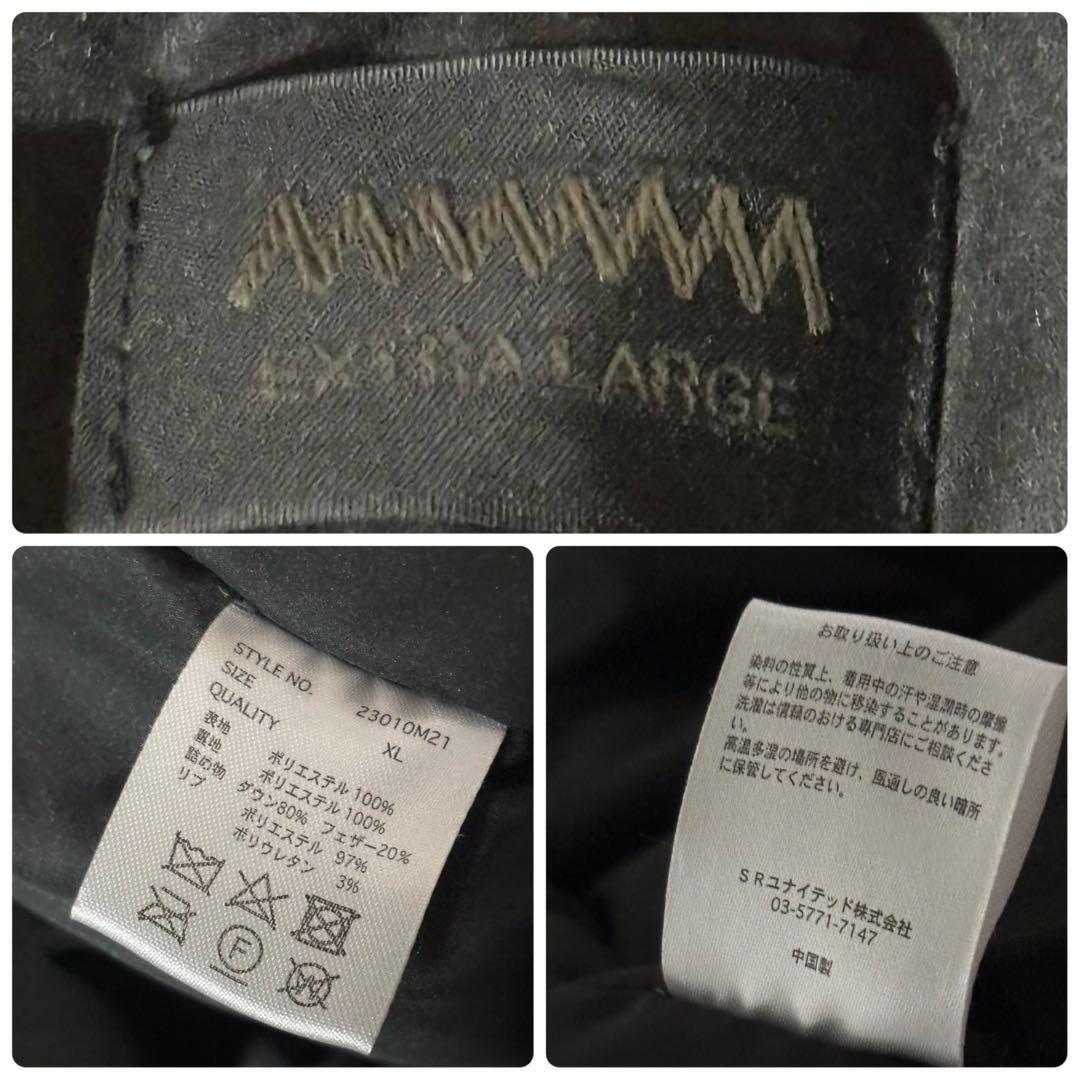 EXTRA LARGE
STYLE NO. 23010M21
SIZE XL
QUALITY
表地 ポリエステル 100%
裏地 ポリエステル 100%
詰め物 ダウン80% フェザー20%
リブ ポリエステル 97%
ポリウレタン 3%
F
お取り扱い上のご注意
染料の性質上、着用中の汗や湿潤時の摩擦
等により他の物に移染することがあります。
洗濯は信頼のおける専門店にご相談くださ
い。
高温多湿の場所を避け、風通しの良い暗所
に保管してください。
SRユナイテッド株式会社
03-5771-7147
中国製